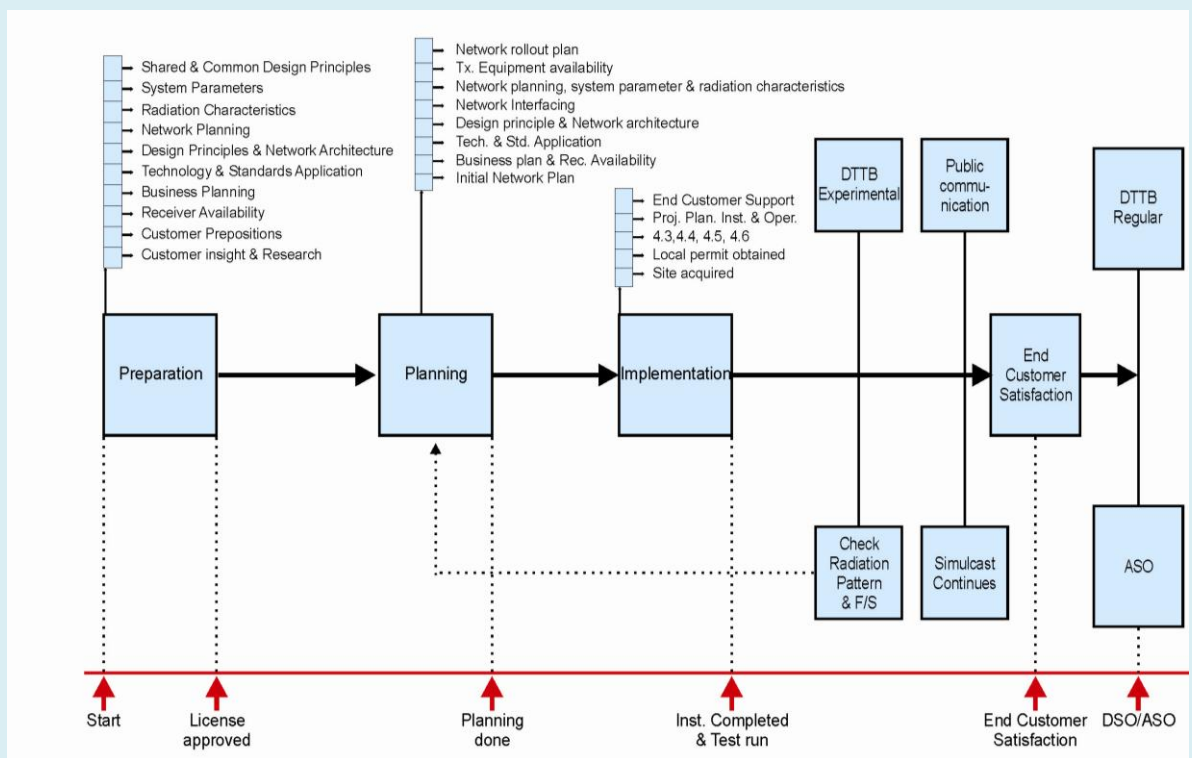 Shared & Common Design Principles
System Parameters
Radiation Characteristics
Network Planning
Design Principles & Network Architecture
Technology & Standards Application
Business Planning
Receiver Availability
Customer Prepositions
Customer insight & Research
Network rollout plan
Tx. Equipment availability
Network planning, system parameter & radiation characteristics
Network Interfacing
Design principle & Network architecture
Tech. & Std. Application
Business plan & Rec. Availability
Initial Network Plan
End Customer Support
Proj. Plan. Inst. & Oper.
4.3,4.4, 4.5, 4.6
Local permit obtained
Site acquired
DTTB
Experimental
Public
commu-
nication
DTTB
Regular
Preparation
Planning
Implementation
End
Customer
Satisfaction
Check
Radiation
Pattern
& F/S
Simulcast
Continues
ASO
Start
License
approved
Planning
done
Inst. Completed
& Test run
End Customer
Satisfaction
DSO/ASO